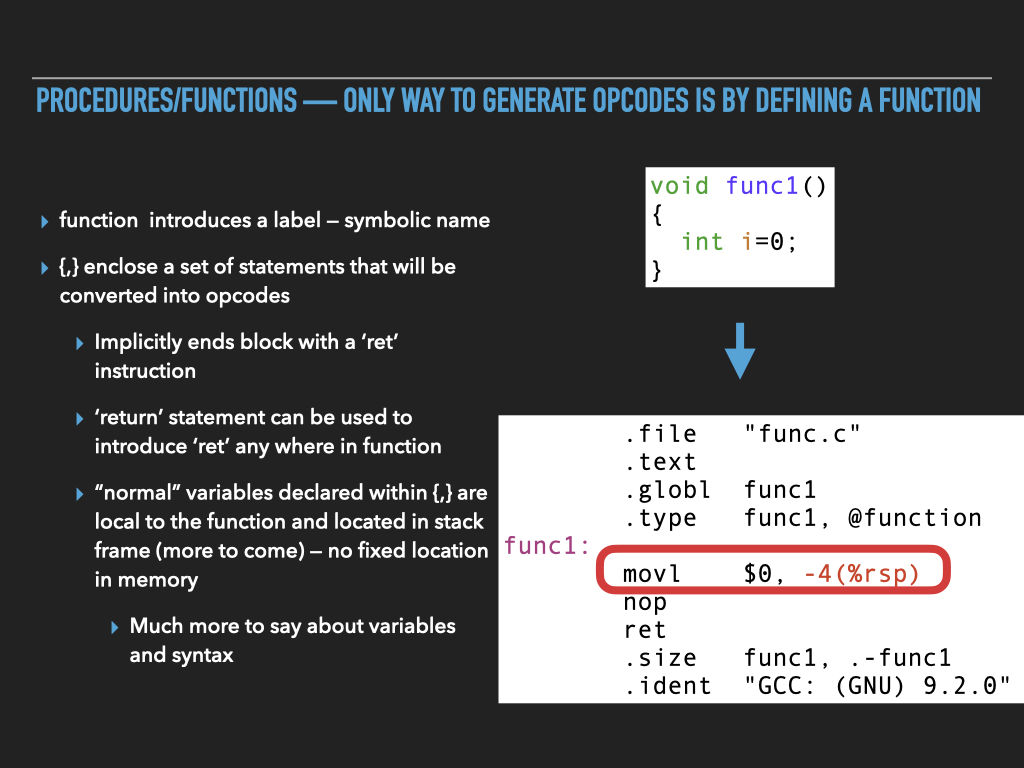 PROCEDURES/FUNCTIONS — ONLY WAY TO GENERATE OPCODES IS BY DEFINING A FUNCTION
function introduces a label – symbolic name
{,} enclose a set of statements that will be
converted into opcodes
Implicitly ends block with a ‘ret’
instruction
‘return’ statement can be used to
introduce ‘ret’ any where in function
“normal” variables declared within {,} are
local to the function and located in stack
frame (more to come) – no fixed location
in memory
Much more to say about variables
and syntax
void func1()
{
int i=0;
}
.file "func.c"
.text
.globl func1
.type func1, @function
func1:
movl $0, -4(%rsp)
nop
ret
.size func1, .-func1
.ident "GCC: (GNU) 9.2.0"